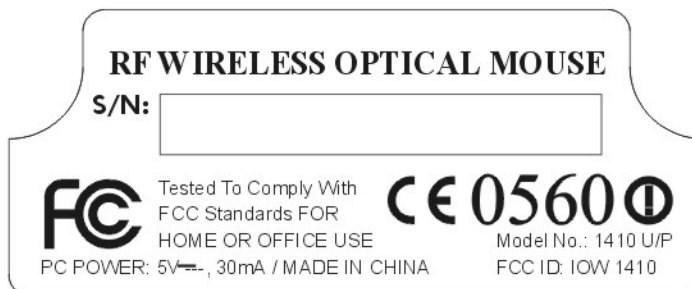 RF WIRELESS OPTICAL MOUSE
S/N:
FC Tested To Comply With
FCC Standards FOR
HOME OR OFFICE USE
CE 0560
Model No.: 1410 U/P
PC POWER: 5V⎓, 30mA / MADE IN CHINA
FCC ID: IOW 1410